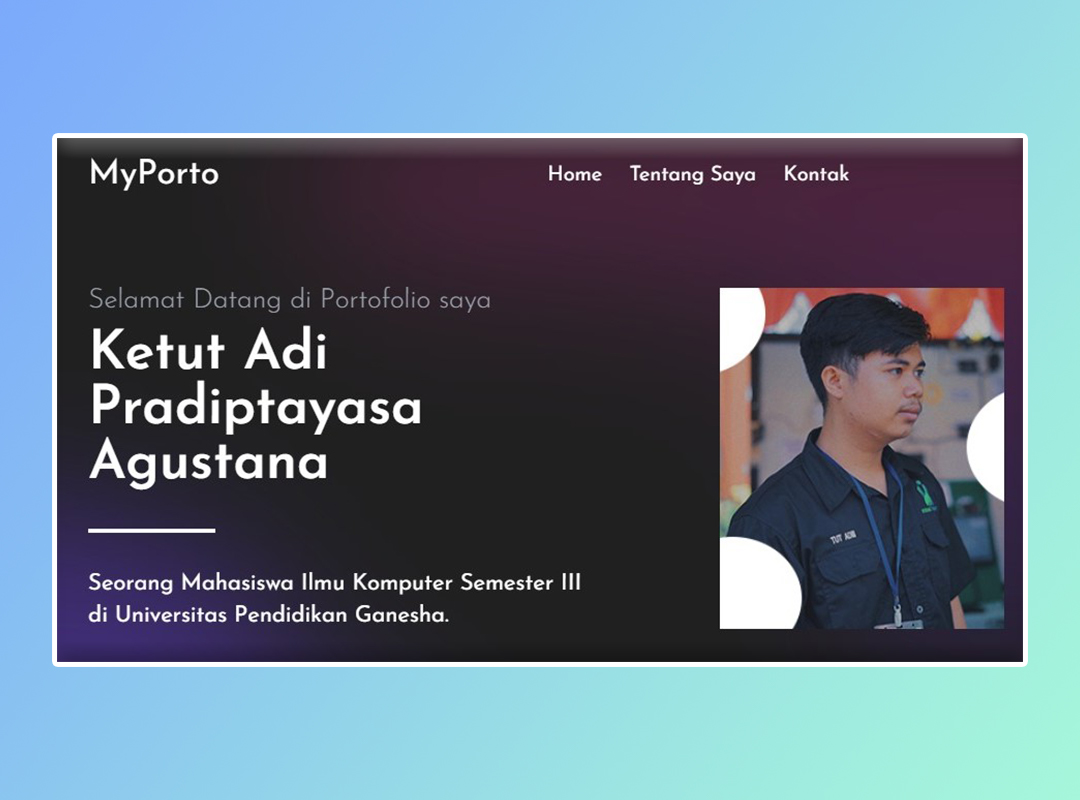 MyPorto
Home Tentang Saya Kontak
Selamat Datang di Portofolio saya
Ketut Adi
Pradiptayasa
Agustana
Seorang Mahasiswa Ilmu Komputer Semester III
di Universitas Pendidikan Ganesha.
TUT ADI